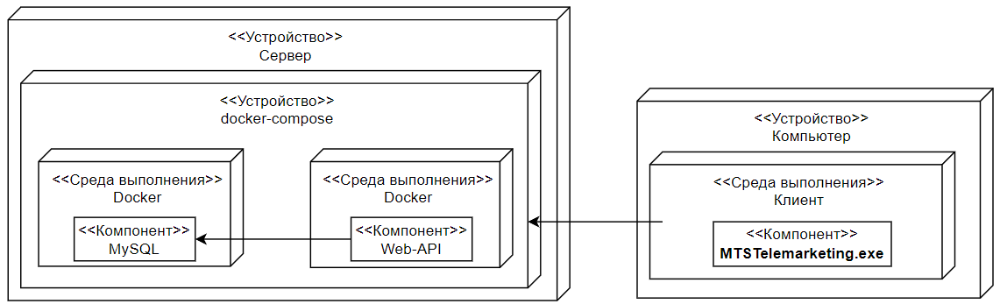 <<Устройство>>
Сервер
<<Устройство>>
docker-compose
<<Среда выполнения>>
Docker
<<Компонент>>
MySQL
<<Среда выполнения>>
Docker
<<Компонент>>
Web-API
<<Устройство>>
Компьютер
<<Среда выполнения>>
Клиент
<<Компонент>>
MTSTelemarketing.exe